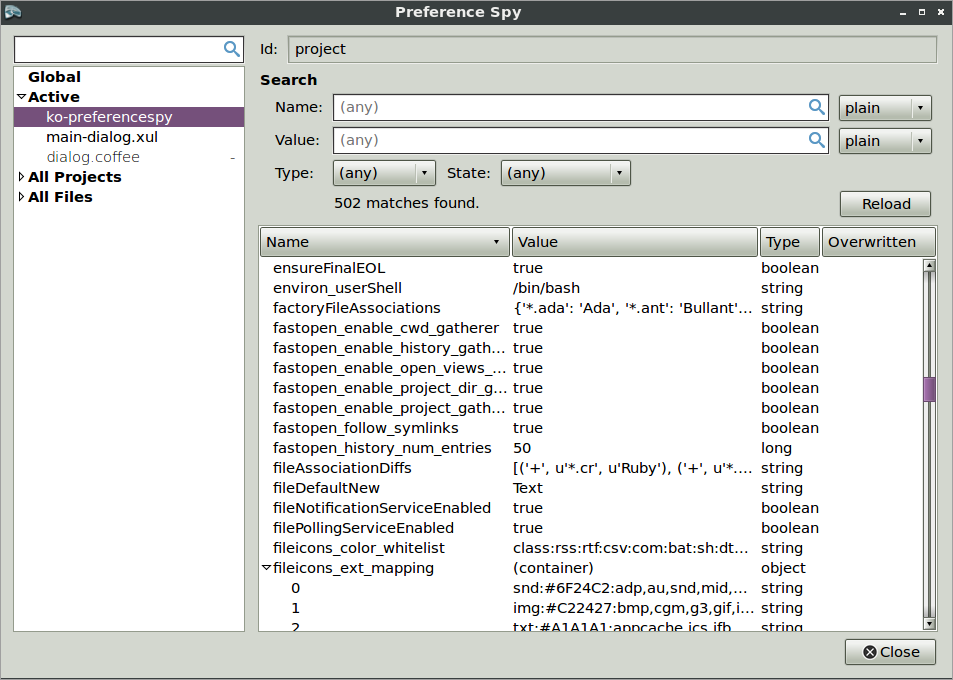 Preference Spy
Id: project
Global
Active
ko-preferencespy
main-dialog.xul
dialog.coffee -
All Projects
All Files
Search
Name: (any) plain
Value: (any) plain
Type: (any) State: (any)
502 matches found. Reload
Name Value Type Overwritten
ensureFinalEOL true boolean
environ_userShell /bin/bash string
factoryFileAssociations {'*.ada': 'Ada', '*.ant': 'Bullant'... string
fastopen_enable_cwd_gatherer true boolean
fastopen_enable_history_gath... true boolean
fastopen_enable_open_views_... true boolean
fastopen_enable_project_dir_g... true boolean
fastopen_enable_project_gath... true boolean
fastopen_follow_symlinks true boolean
fastopen_history_num_entries 50 long
fileAssociationDiffs [('+', u'*.cr', u'Ruby'), ('+', u'*.... string
fileDefaultNew Text string
fileNotificationServiceEnabled true boolean
filePollingServiceEnabled true boolean
fileicons_color_whitelist class:rss:rtf:csv:com:bat:sh:dt... string
fileicons_ext_mapping (container) object
0 snd:#6F24C2:adp,au,snd,mid,... string
1 img:#C22427:bmp,cgm,g3,gif,i... string
2 txt:#A1A1A1:appcache,ics,ifb, string
Close